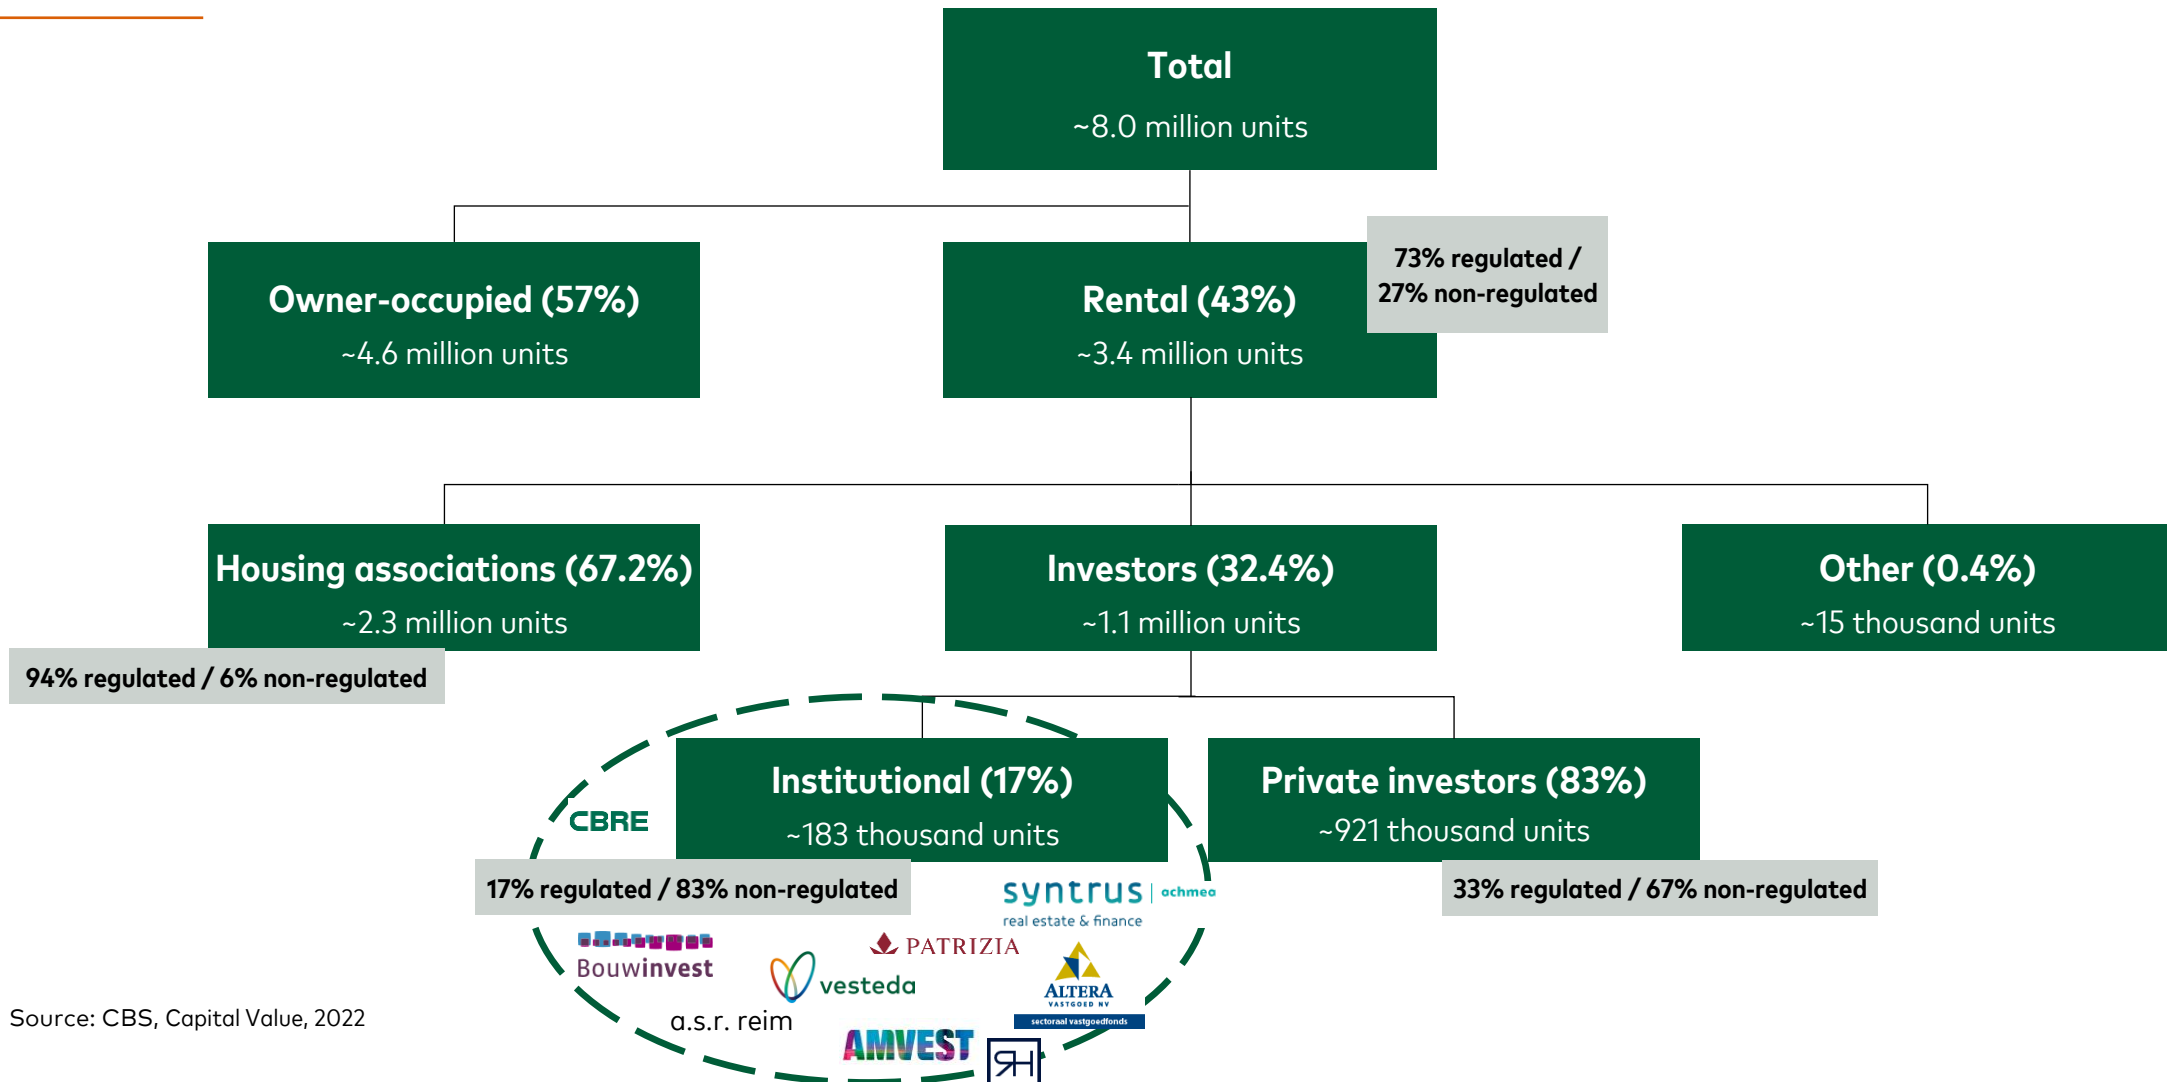 Total
~8.0 million units
73% regulated /
27% non-regulated
Owner-occupied (57%)
~4.6 million units
Rental (43%)
~3.4 million units
Housing associations (67.2%)
~2.3 million units
94% regulated / 6% non-regulated
Investors (32.4%)
~1.1 million units
Other (0.4%)
~15 thousand units
Institutional (17%)
~183 thousand units
17% regulated / 83% non-regulated
Private investors (83%)
~921 thousand units
33% regulated / 67% non-regulated
CBRE
syntrus | achmea
real estate & finance
PATRIZIA
Bouwinvest
vesteda
ALTERA
VASTGOED NV
sectoraal vastgoedfonds
a.s.r. reim
AMVEST
Source: CBS, Capital Value, 2022